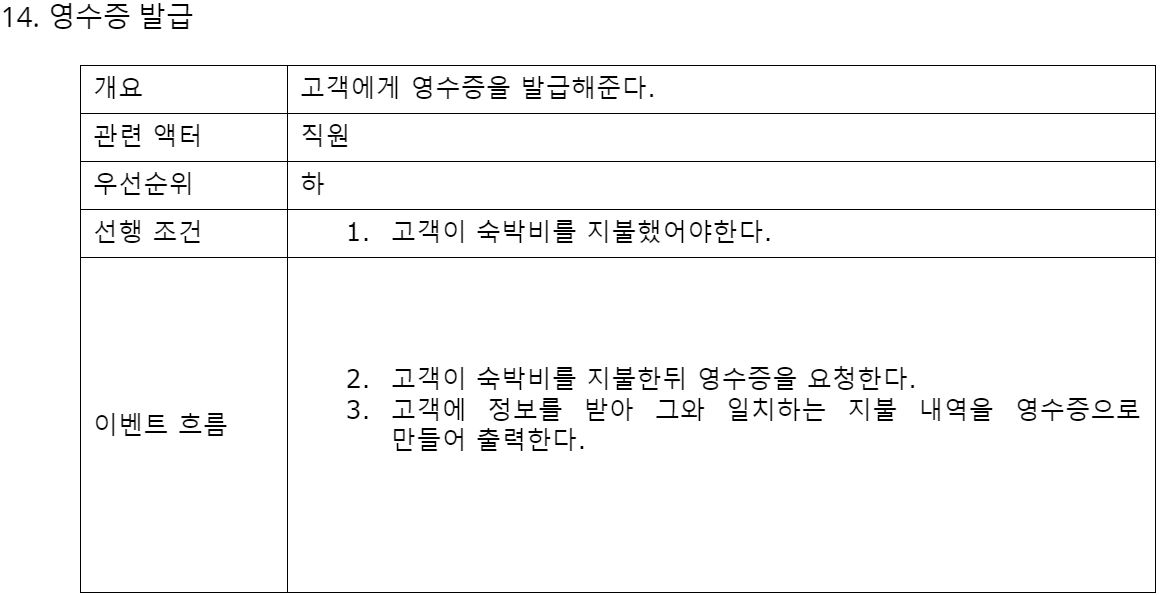 14. 영수증 발급
개요
고객에게 영수증을 발급해준다.
관련 액터
직원
우선순위
하
선행 조건
1. 고객이 숙박비를 지불했어야한다.
이벤트 흐름
2. 고객이 숙박비를 지불한뒤 영수증을 요청한다.
3. 고객에 정보를 받아 그와 일치하는 지불 내역을 영수증으로
만들어 출력한다.